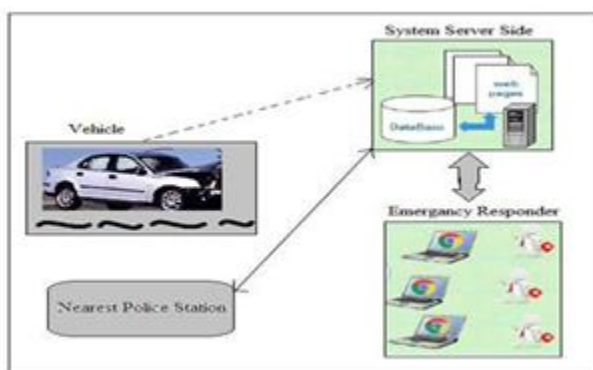 System Server Side
web
pages
DataBase
Vehicle
Emergancy Responder
Nearest Police Station